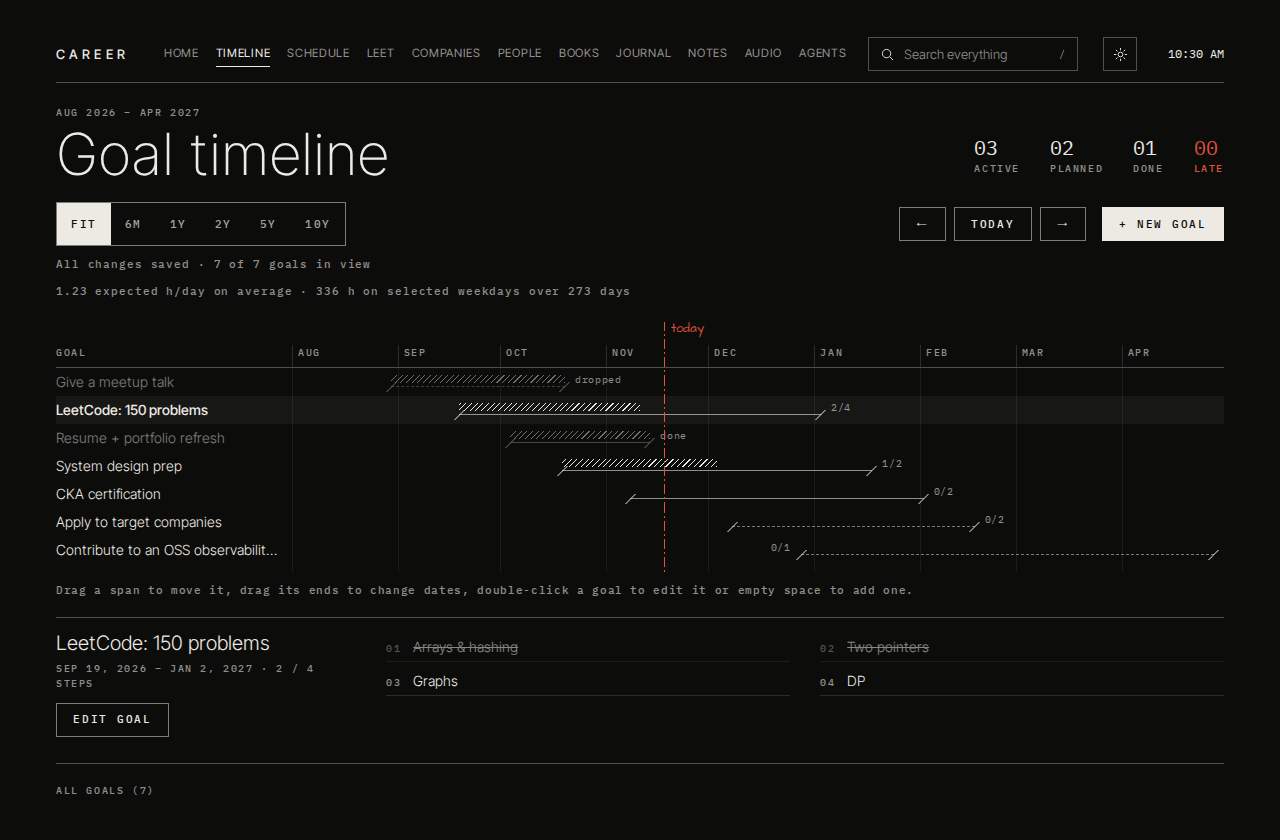 CAREER HOME TIMELINE SCHEDULE LEET COMPANIES PEOPLE BOOKS JOURNAL NOTES AUDIO AGENTS Search everything / 10:30 AM
AUG 2026 – APR 2027
Goal timeline
03 02 01 00
ACTIVE PLANNED DONE LATE
FIT 6M 1Y 2Y 5Y 10Y ← TODAY → + NEW GOAL
All changes saved · 7 of 7 goals in view
1.23 expected h/day on average · 336 h on selected weekdays over 273 days
today
GOAL AUG SEP OCT NOV DEC JAN FEB MAR APR
Give a meetup talk dropped
LeetCode: 150 problems 2/4
Resume + portfolio refresh done
System design prep 1/2
CKA certification 0/2
Apply to target companies 0/2
Contribute to an OSS observabilit... 0/1
Drag a span to move it, drag its ends to change dates, double-click a goal to edit it or empty space to add one.
LeetCode: 150 problems
SEP 19, 2026 – JAN 2, 2027 · 2 / 4
STEPS
EDIT GOAL
01 Arrays & hashing 02 Two pointers
03 Graphs 04 DP
ALL GOALS (7)